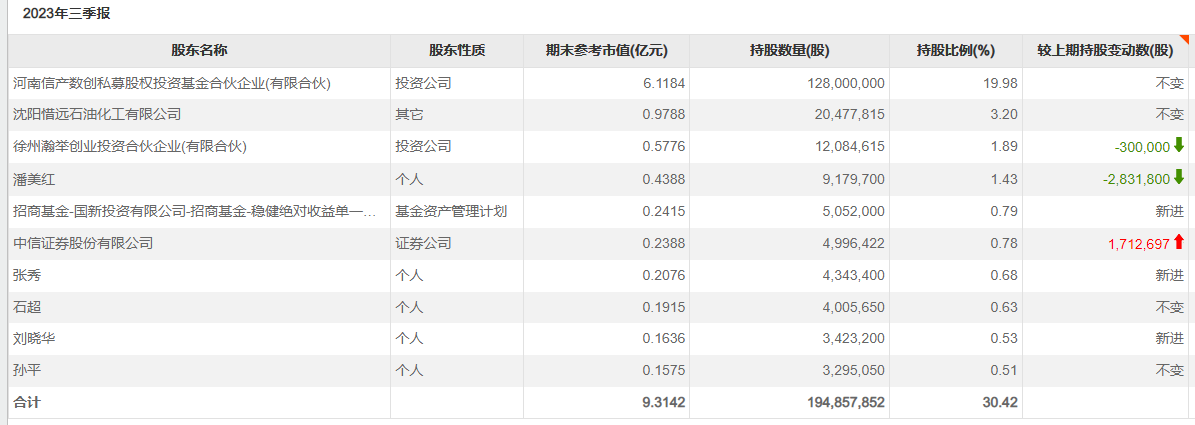 2023年三季报
股东名称 股东性质 期末参考市值(亿元) 持股数量(股) 持股比例(%) 较上期持股变动数(股)
河南信产数创私募股权投资基金合伙企业(有限合伙) 投资公司 6.1184 128,000,000 19.98 不变
沈阳惜远石油化工有限公司 其它 0.9788 20,477,815 3.20 不变
徐州瀚举创业投资合伙企业(有限合伙) 投资公司 0.5776 12,084,615 1.89 -300,000
潘美红 个人 0.4388 9,179,700 1.43 -2,831,800
招商基金-国新投资有限公司-招商基金-稳健绝对收益单一… 基金资产管理计划 0.2415 5,052,000 0.79 新进
中信证券股份有限公司 证券公司 0.2388 4,996,422 0.78 1,712,697
张秀 个人 0.2076 4,343,400 0.68 新进
石超 个人 0.1915 4,005,650 0.63 不变
刘晓华 个人 0.1636 3,423,200 0.53 新进
孙平 个人 0.1575 3,295,050 0.51 不变
合计 9.3142 194,857,852 30.42